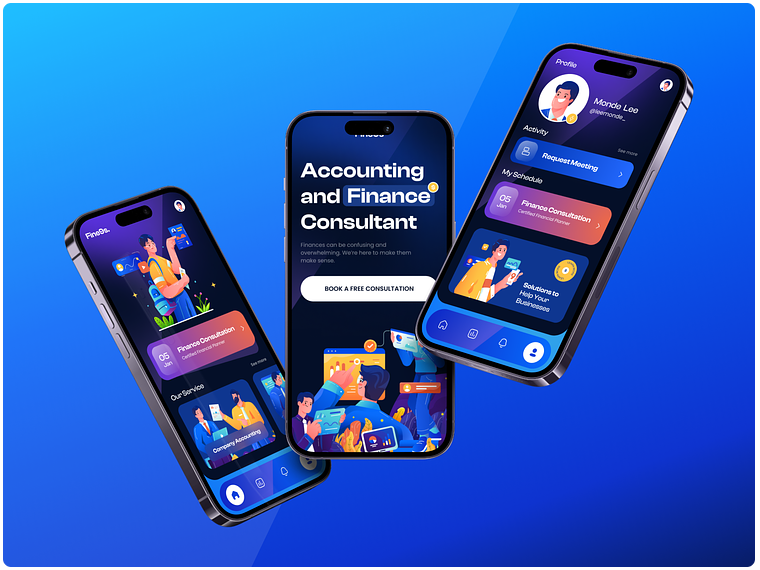 Fins9s.
05
Jan
Finance Consultation
Certified Financial Planner
See more
Our Service
Company Accounting
Accounting
and Finance
Consultant
Finances can be confusing and
overwhelming. We're here to make them
make sense.
BOOK A FREE CONSULTATION
Profile
Monde Lee
@leemonde_
Activity
See more
Request Meeting
My Schedule
05
Jan
Finance Consultation
Certified Financial Planner
Solutions to
Help Your
Businesses